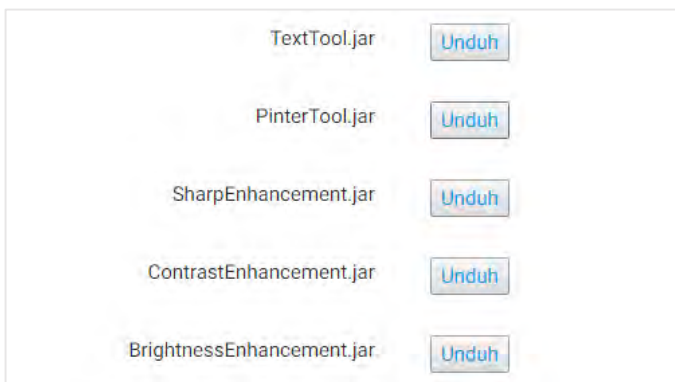 TextTool.jar Unduh
PinterTool.jar Unduh
SharpEnhancement.jar Unduh
ContrastEnhancement.jar Unduh
BrightnessEnhancement.jar Unduh